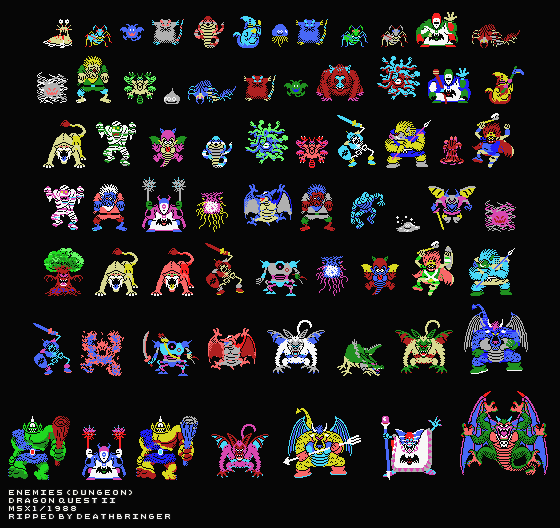 ENEMIES (DUNGEON)
DRAGON QUEST II
MSX1/1988
RIPPED BY DEATHBRINGER